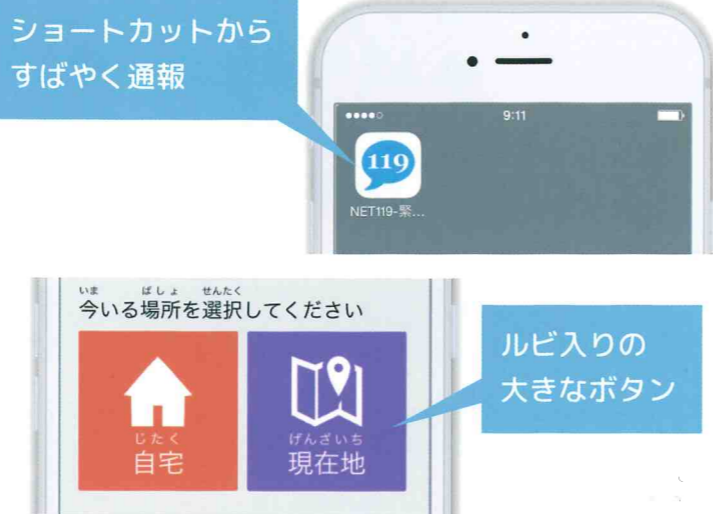 ショートカットから
すばやく通報
9:11
119
NET119-緊...
いま ばしょ せんたく
今いる場所を選択してください
じたく
自宅
げんざいち
現在地
ルビ入りの
大きなボタン